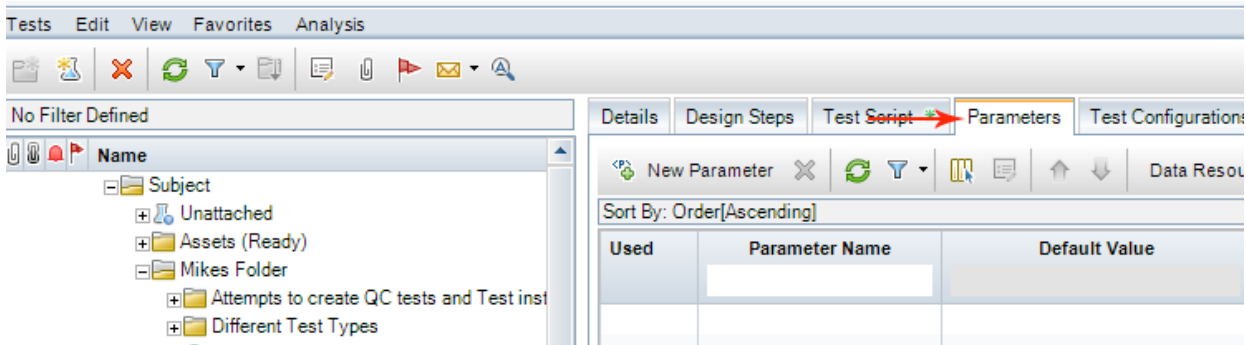 Tests Edit View Favorites Analysis
No Filter Defined
Name
Subject
Unattached
Assets (Ready)
Mikes Folder
Attempts to create QC tests and Test inst
Different Test Types
Details Design Steps Test Script * Parameters Test Configurations
New Parameter Data Resou
Sort By: Order[Ascending]
Used Parameter Name Default Value